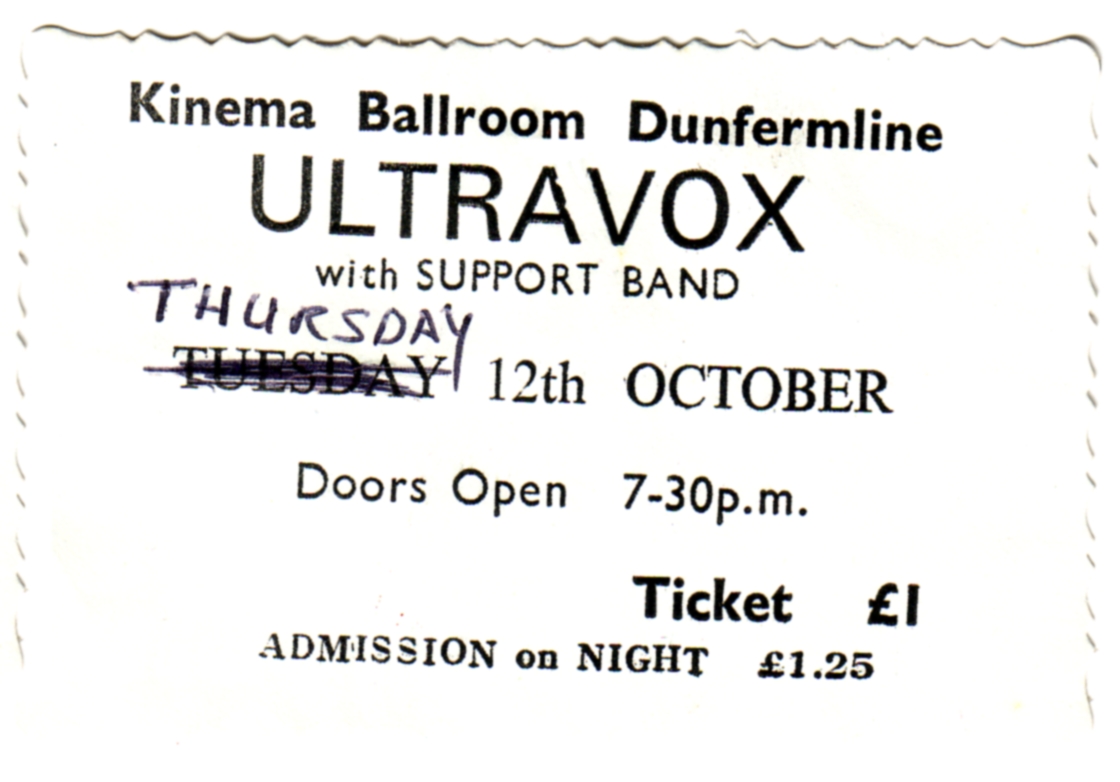 Kinema Ballroom Dunfermline
ULTRAVOX
with SUPPORT BAND
THURSDAY
TUESDAY 12th OCTOBER
Doors Open 7-30p.m.
Ticket £1
ADMISSION on NIGHT £1.25